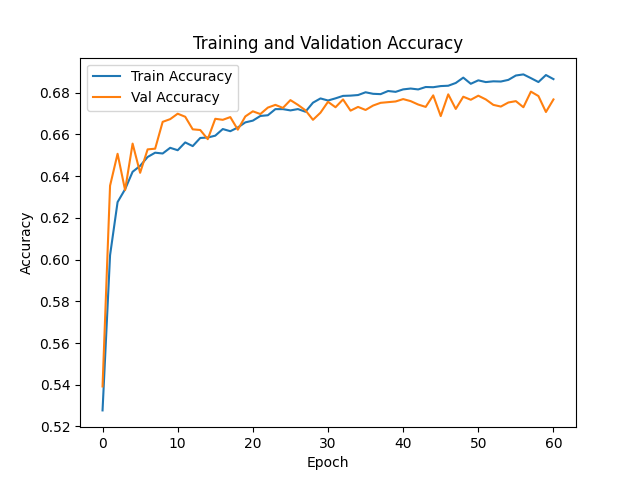 Training and Validation Accuracy
Train Accuracy
Val Accuracy
0.68
0.66
0.64
0.62
0.60
0.58
0.56
0.54
0.52
Accuracy
0 10 20 30 40 50 60
Epoch